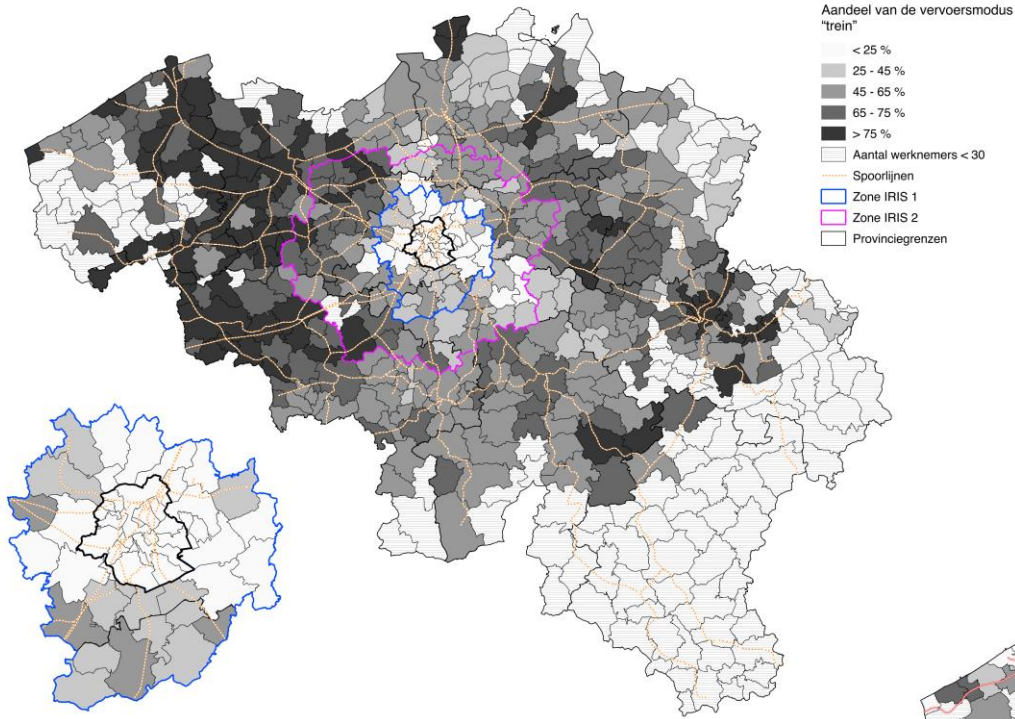 Aandeel van de vervoersmodus
“trein”
< 25 %
25 - 45 %
45 - 65 %
65 - 75 %
> 75 %
Aantal werknemers < 30
Spoorlijnen
Zone IRIS 1
Zone IRIS 2
Provinciegrenzen